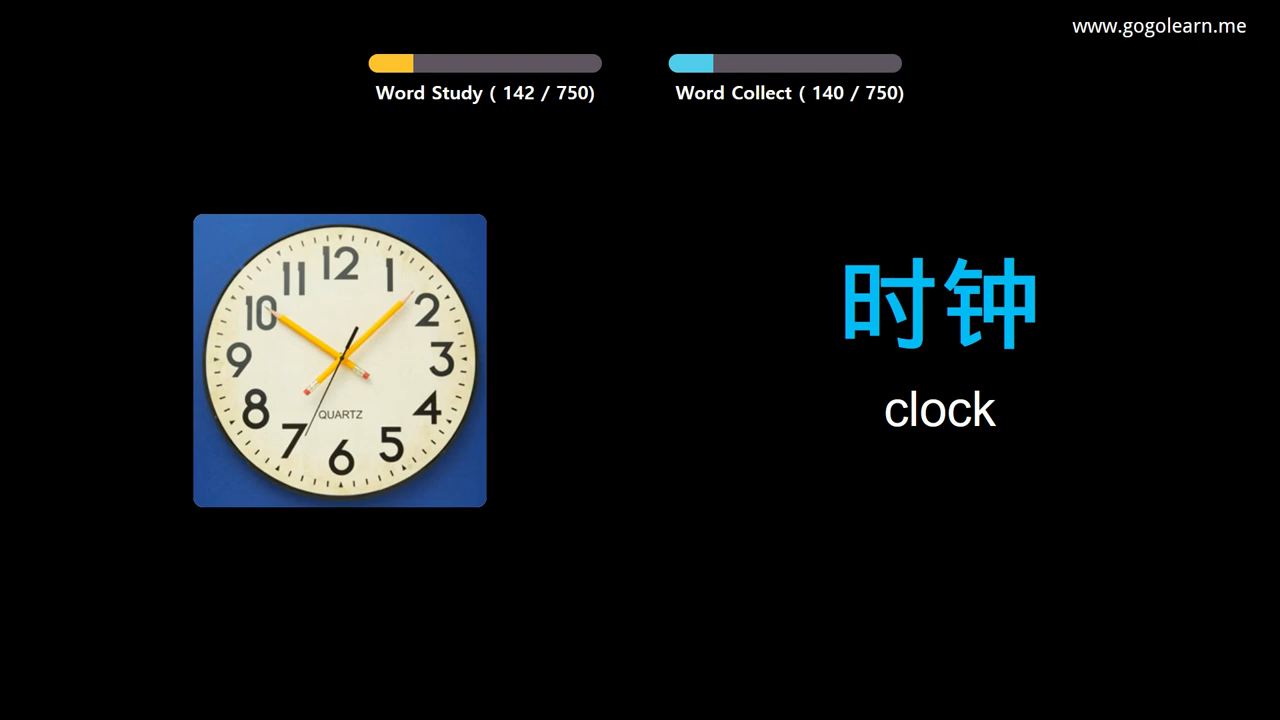 www.gogolearn.me
Word Study ( 142 / 750)
Word Collect ( 140 / 750)
12
1
2
3
4
5
6
7
8
9
10
11
QUARTZ
时钟
clock